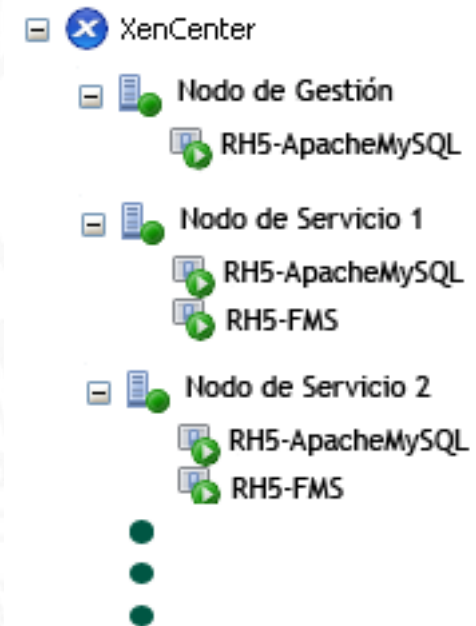 XenCenter
Nodo de Gestión
RH5-ApacheMySQL
Nodo de Servicio 1
RH5-ApacheMySQL
RH5-FMS
Nodo de Servicio 2
RH5-ApacheMySQL
RH5-FMS